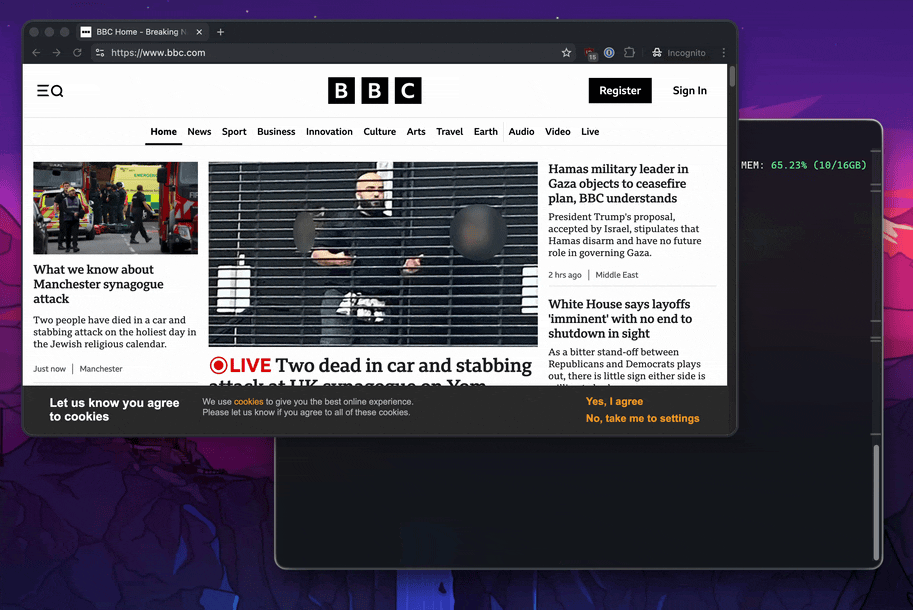 BBC Home - Breaking N
https://www.bbc.com
15
Incognito
BBC
Register
Sign In
Home News Sport Business Innovation Culture Arts Travel Earth Audio Video Live
MEM: 65.23% (10/16GB)
EMERGENCY
What we know about
Manchester synagogue
attack
Two people have died in a car and
stabbing attack on the holiest day in
the Jewish religious calendar.
Just now | Manchester
LIVE Two dead in car and stabbing
attack at UK synagogue on Yom
Hamas military leader in
Gaza objects to ceasefire
plan, BBC understands
President Trump's proposal,
accepted by Israel, stipulates that
Hamas disarm and have no future
role in governing Gaza.
2 hrs ago | Middle East
White House says layoffs
'imminent' with no end to
shutdown in sight
As a bitter stand-off between
Republicans and Democrats plays
out, there is little sign either side is
Let us know you agree
to cookies
We use cookies to give you the best online experience.
Please let us know if you agree to all of these cookies.
Yes, I agree
No, take me to settings